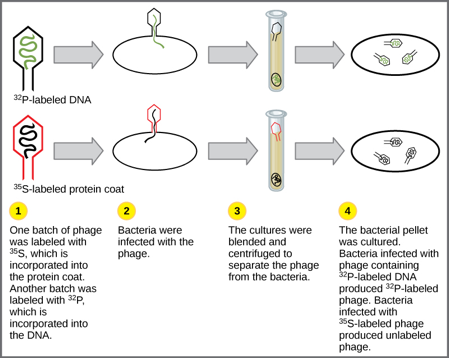 ³²P-labeled DNA
³⁵S-labeled protein coat
1
One batch of phage
was labeled with
³⁵S, which is
incorporated into
the protein coat.
Another batch was
labeled with ³²P,
which is
incorporated into
the DNA.
2
Bacteria were
infected with the
phage.
3
The cultures were
blended and
centrifuged to
separate the phage
from the bacteria.
4
The bacterial pellet
was cultured.
Bacteria infected with
phage containing
³²P-labeled DNA
produced ³²P-labeled
phage. Bacteria
infected with
³⁵S-labeled phage
produced unlabeled
phage.